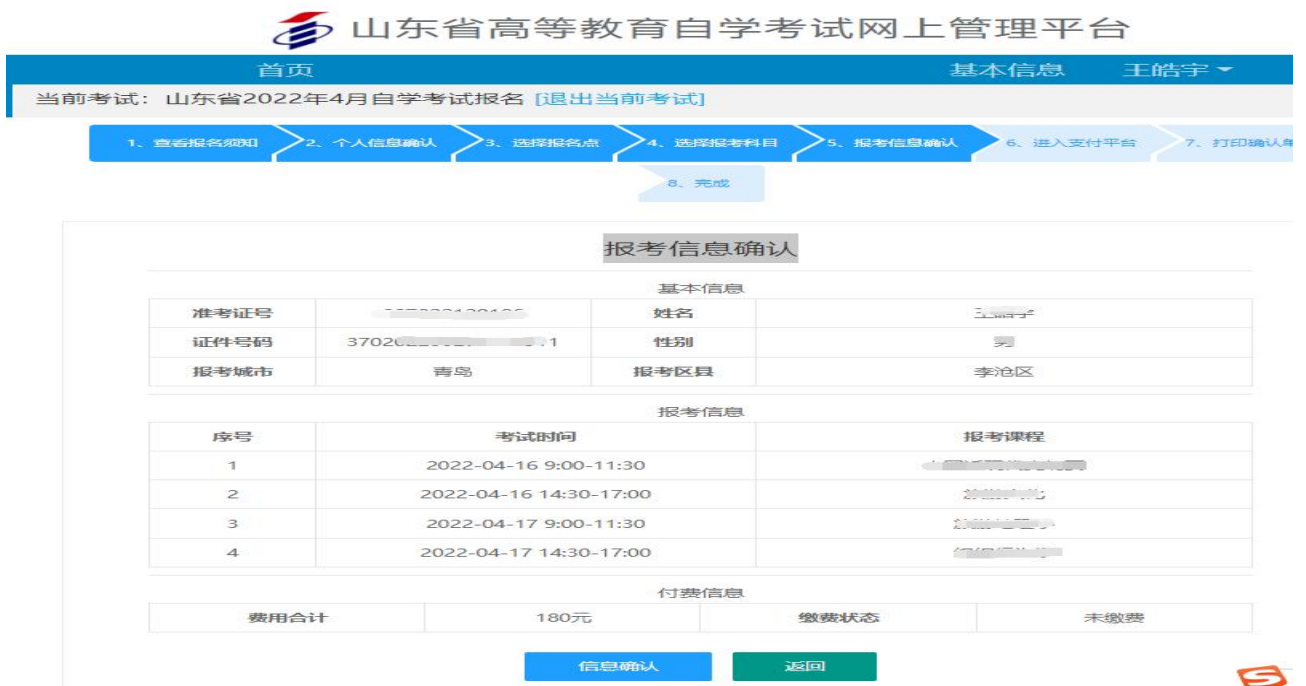 山东省高等教育自学考试网上管理平台
首页 基本信息 王皓宇
当前考试：山东省2022年4月自学考试报名 [退出当前考试]
1、查看报名须知 2、个人信息确认 3、选择报名点 4、选择报考科目 5、报考信息确认 6、进入支付平台 7、打印确认单
8、完成
报考信息确认
基本信息
准考证号 姓名
证件号码 性别
报考城市 青岛 报考区县 李沧区
报考信息
序号 考试时间 报考课程
1 2022-04-16 9:00-11:30
2 2022-04-16 14:30-17:00
3 2022-04-17 9:00-11:30
4 2022-04-17 14:30-17:00
付费信息
费用合计 180元 缴费状态 未缴费
信息确认 返回